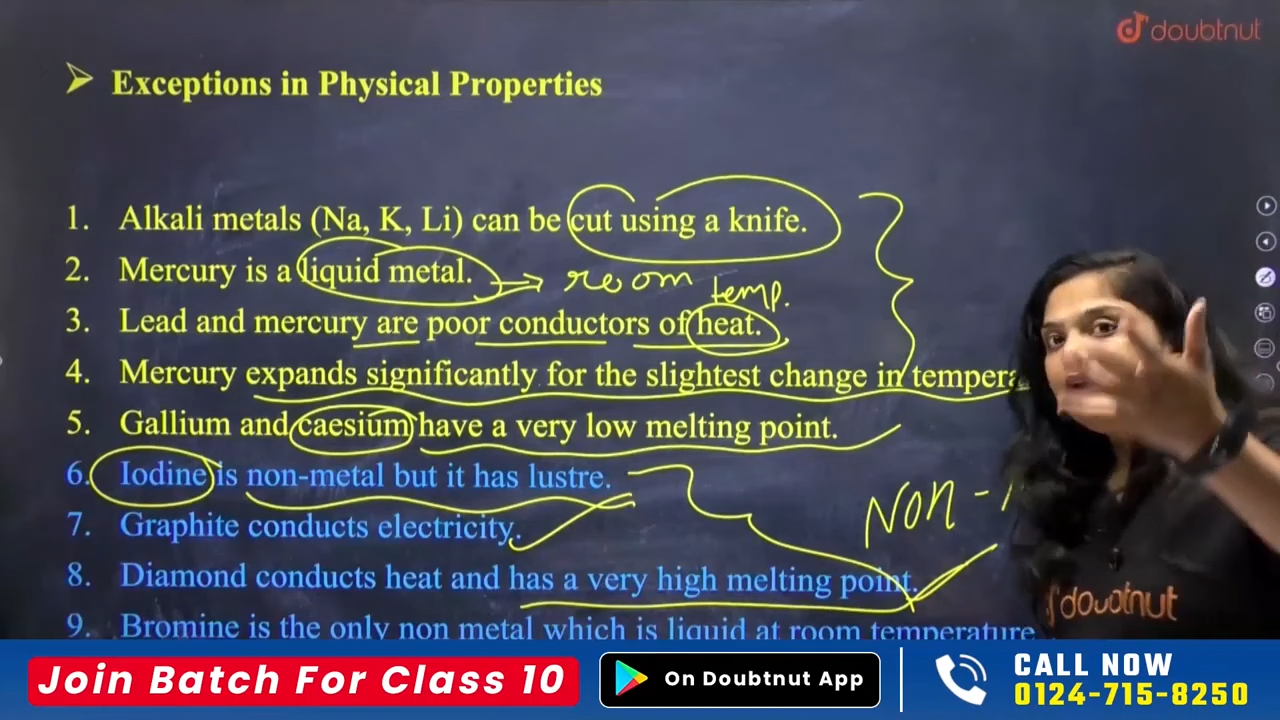 doubtnut
Exceptions in Physical Properties
1. Alkali metals (Na, K, Li) can be cut using a knife.
2. Mercury is a liquid metal. room temp.
3. Lead and mercury are poor conductors of heat.
4. Mercury expands significantly for the slightest change in
5. Gallium and caesium have a very low melting point.
6. Iodine is non-metal but it has lustre.
7. Graphite conducts electricity.
Non-
8. Diamond conducts heat and has a very high melting point.
doubtnut
9. Bromine is the only non metal which is liquid at room temperature
Join Batch For Class 10
On Doubtnut App
CALL NOW
0124-715-8250